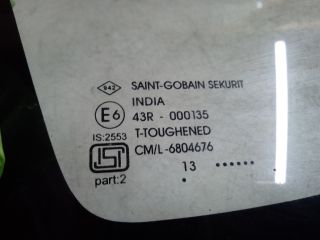 942 SAINT-GOBAIN SEKURIT
INDIA
E6 43R - 000135
IS:2553 T-TOUGHENED
CM/L-6804676
part:2 13 ······